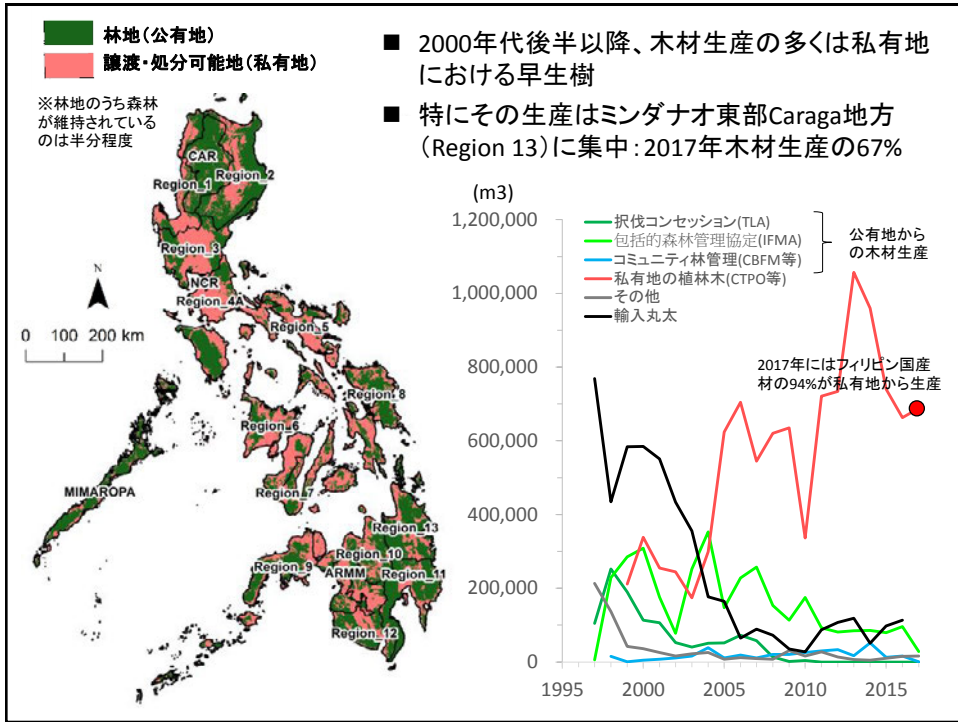 林地(公有地)
譲渡・処分可能地(私有地)
※林地のうち森林
が維持されている
のは半分程度
■ 2000年代後半以降、木材生産の多くは私有地
における早生樹
■ 特にその生産はミンダナオ東部Caraga地方
(Region 13)に集中:2017年木材生産の67%
CAR
Region_1
Region_2
Region_3
NCR
Region_4A
Region_5
Region_8
Region_6
Region_7
MIMAROPA
Region_13
Region_10
Region_9
ARMM
Region_11
Region_12
N
0 100 200 km
(m3)
1,200,000
1,000,000
800,000
600,000
400,000
200,000
0
1995 2000 2005 2010 2015
択伐コンセッション(TLA)
包括的森林管理協定(IFMA)
コミュニティ林管理(CBFM等)
私有地の植林木(CTPO等)
その他
輸入丸太
公有地から
の木材生産
2017年にはフィリピン国産
材の94%が私有地から生産